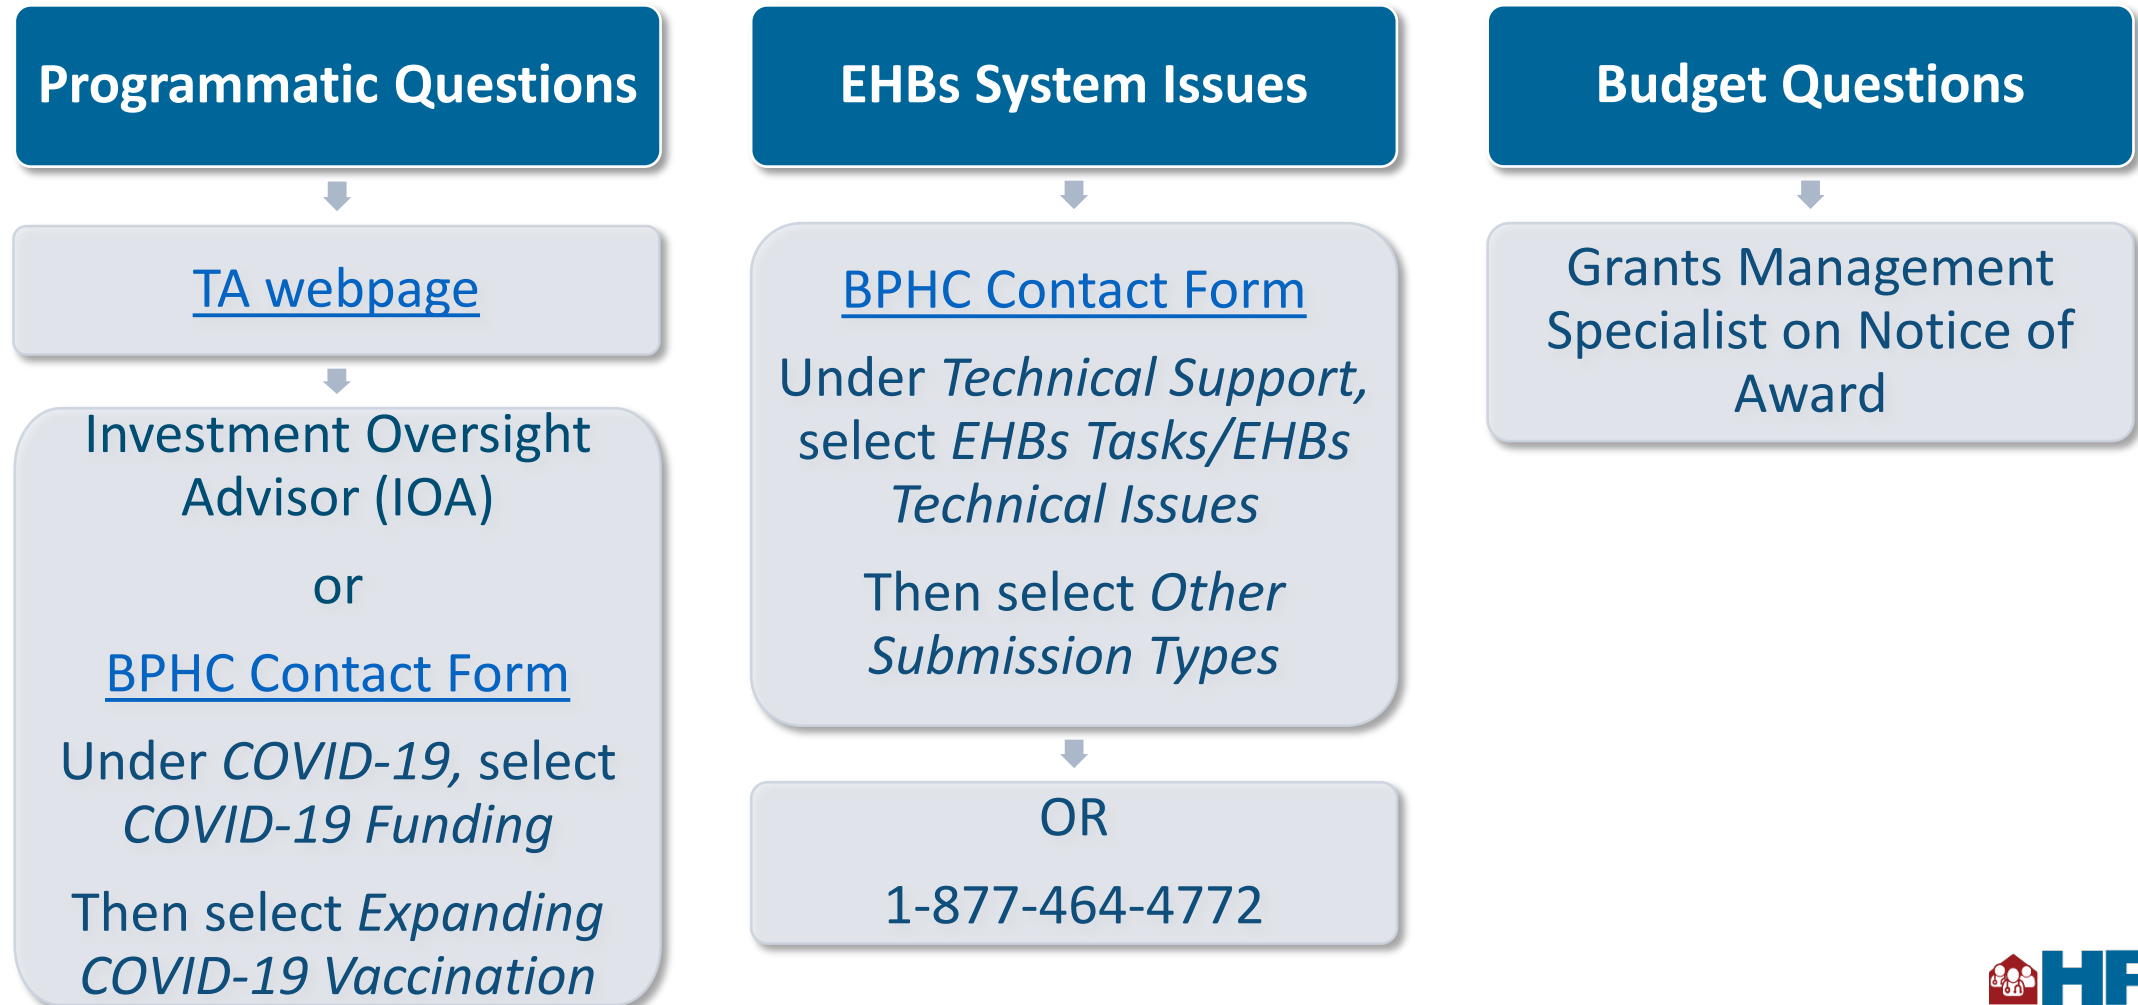 Programmatic Questions
TA webpage
Investment Oversight
Advisor (IOA)
or
BPHC Contact Form
Under COVID-19, select
COVID-19 Funding
Then select Expanding
COVID-19 Vaccination
EHBs System Issues
BPHC Contact Form
Under Technical Support,
select EHBs Tasks/EHBs
Technical Issues
Then select Other
Submission Types
OR
1-877-464-4772
Budget Questions
Grants Management
Specialist on Notice of
Award